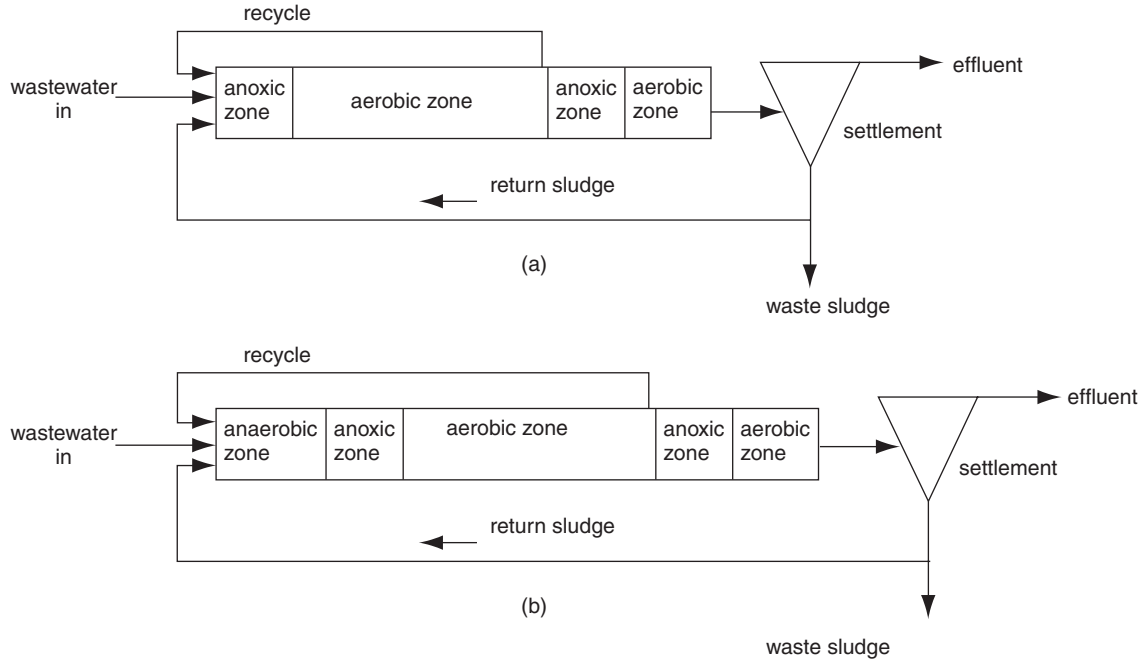 recycle
wastewater
in
anoxic
zone
aerobic zone
anoxic
zone
aerobic
zone
effluent
settlement
return sludge
(a)
waste sludge
recycle
wastewater
in
anaerobic
zone
anoxic
zone
aerobic zone
anoxic
zone
aerobic
zone
effluent
settlement
return sludge
(b)
waste sludge